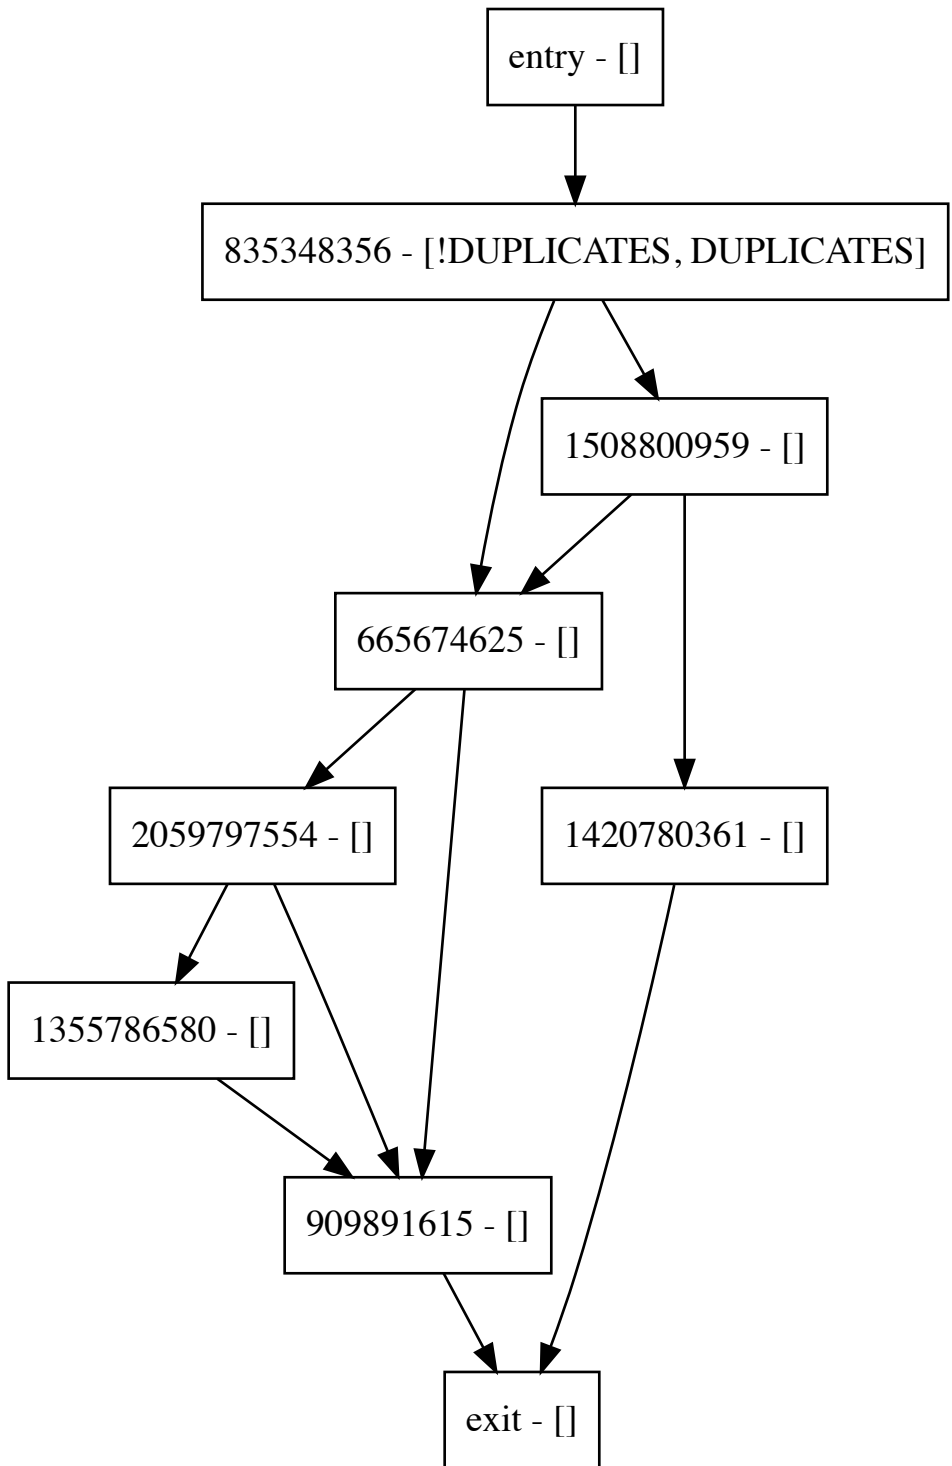 entry - []
835348356 - [!DUPLICATES, DUPLICATES]
1508800959 - []
665674625 - []
2059797554 - []
1420780361 - []
1355786580 - []
909891615 - []
exit - []